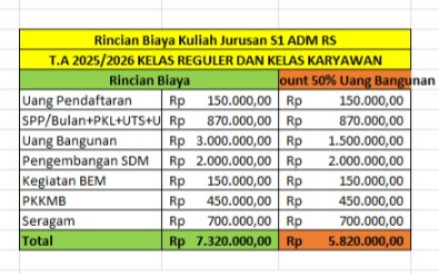 Rincian Biaya Kuliah Jurusan S1 ADM RS
T.A 2025/2026 KELAS REGULER DAN KELAS KARYAWAN
Rincian Biaya ount 50% Uang Bangunan
Uang Pendaftaran Rp 150.000,00 Rp 150.000,00
SPP/Bulan+PKL+UTS+U Rp 870.000,00 Rp 870.000,00
Uang Bangunan Rp 3.000.000,00 Rp 1.500.000,00
Pengembangan SDM Rp 2.000.000,00 Rp 2.000.000,00
Kegiatan BEM Rp 150.000,00 Rp 150.000,00
PKKMB Rp 450.000,00 Rp 450.000,00
Seragam Rp 700.000,00 Rp 700.000,00
Total Rp 7.320.000,00 Rp 5.820.000,00